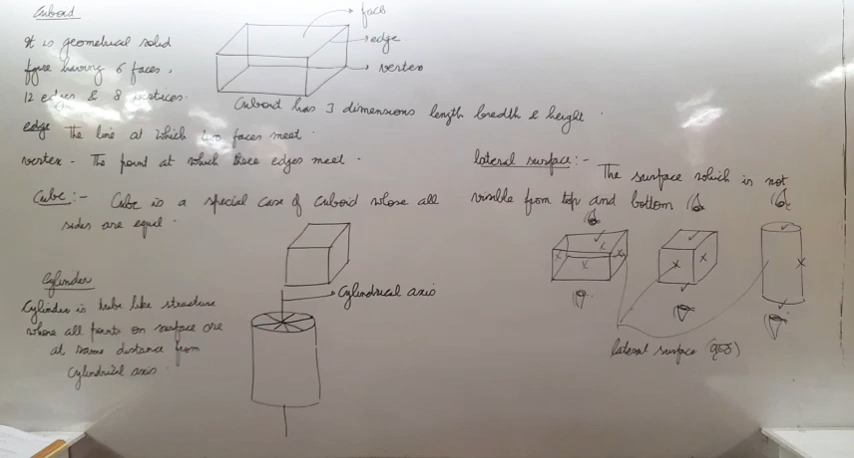 Cuboid
It is geometrical solid
figure having 6 faces,
12 edges & 8 vertices.
face
edge
vertex
Cuboid has 3 dimensions length breadth & height.
edge The line at which two faces meet.
vertex - The point at which three edges meet.
Cube :- Cube is a special case of cuboid whose all
sides are equal.
Cylinder
Cylinder is tube like structure
where all points on surface are
at same distance from
cylindrical axis.
Cylindrical axis
lateral surface :- The surface which is not
visible from top and bottom
lateral surface